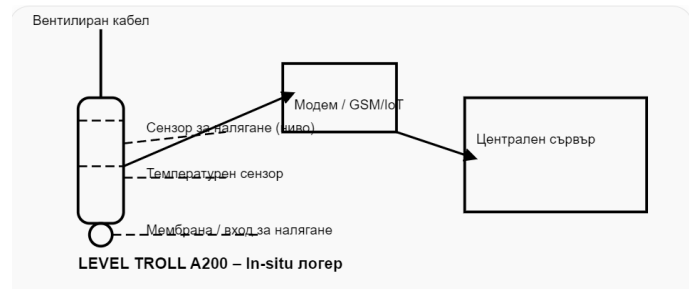 Вентилиран кабел
Модем / GSM/IoT
Сензор за налягане (ниво)
Централен сървър
Температурен сензор
Мембрана / вход за налягане
LEVEL TROLL A200 – In-situ логер